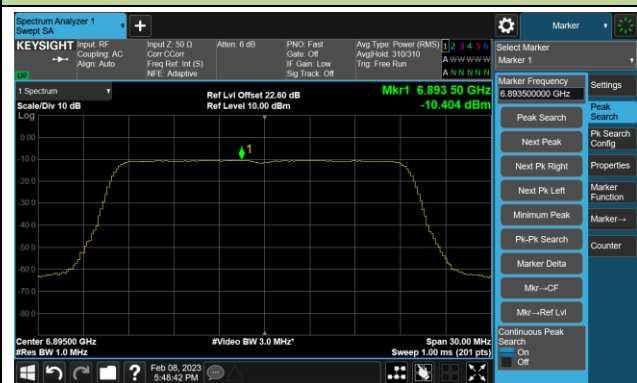 Spectrum Analyzer 1
Swept SA
Marker
KEYSIGHT
Input: RF
Coupling: AC
Align: Auto
Input Z: 50 Ω
Corr CCorr
Freq Ref: Int (S)
NFE: Adaptive
Atten: 6 dB
PNO: Fast
Gate: Off
IF Gain: Low
Sig Track: Off
Avg Type: Power (RMS)
Avg|Hold: 310/310
Trig: Free Run
1 2 3 4 5 6
A W W W W W
A N N N N N
LXI
Select Marker
Marker 1
1 Spectrum
Scale/Div 10 dB
Log
Ref Lvl Offset 22.60 dB
Ref Level 10.00 dBm
Mkr1 6.893 50 GHz
-10.404 dBm
0.00
-10.0
-20.0
-30.0
-40.0
-50.0
-60.0
-70.0
-80.0
1
Center 6.89500 GHz
#Res BW 1.0 MHz
#Video BW 3.0 MHz*
Span 30.00 MHz
Sweep 1.00 ms (201 pts)
Marker Frequency
6.893500000 GHz
Peak Search
Next Peak
Next Pk Right
Next Pk Left
Minimum Peak
Pk-Pk Search
Marker Delta
Mkr→CF
Mkr→Ref Lvl
Continuous Peak
Search
On
Off
Settings
Peak
Search
Pk Search
Config
Properties
Marker
Function
Marker→
Counter
?
Feb 08, 2023
5:48:42 PM